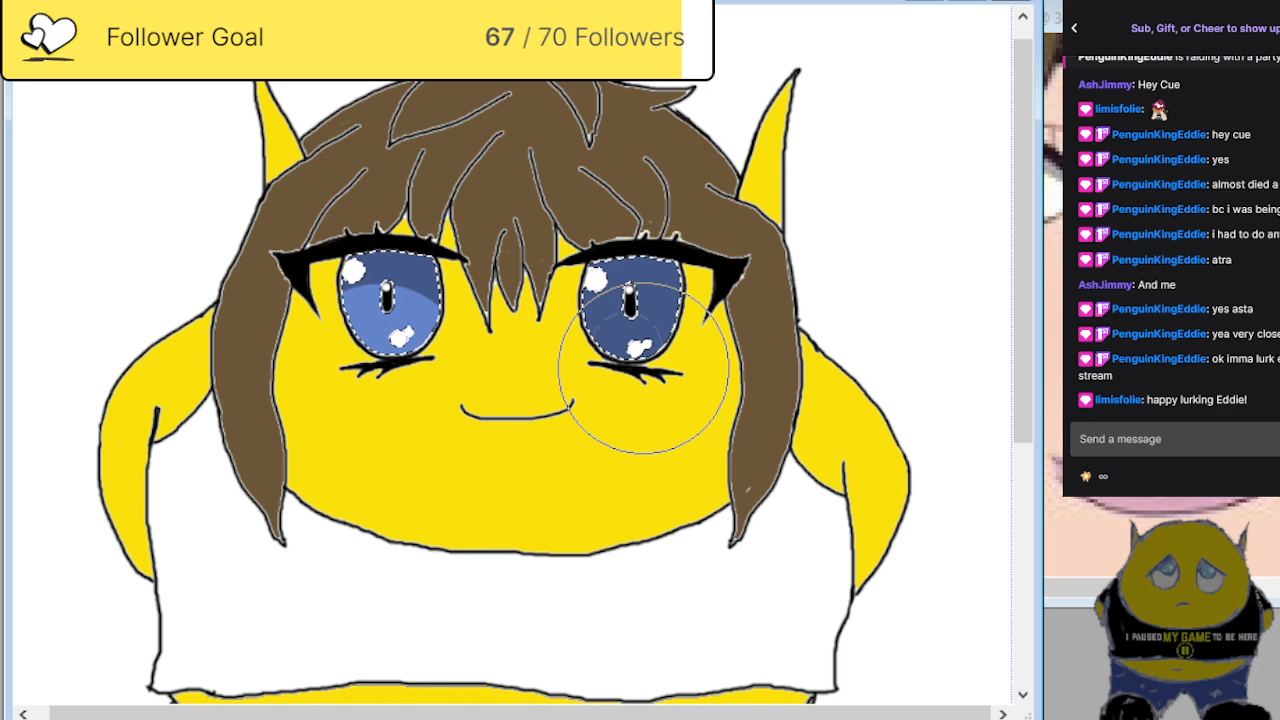 Follower Goal
67 / 70 Followers
Sub, Gift, or Cheer to show up
PenguinKingEddie is raiding with a party
AshJimmy: Hey Cue
limisfolie:
PenguinKingEddie: hey cue
PenguinKingEddie: yes
PenguinKingEddie: almost died a
PenguinKingEddie: bc i was being
PenguinKingEddie: i had to do an
PenguinKingEddie: atra
AshJimmy: And me
PenguinKingEddie: yes asta
PenguinKingEddie: yea very close
PenguinKingEddie: ok imma lurk
stream
limisfolie: happy lurking Eddie!
Send a message
I PAUSED MY GAME TO BE HERE